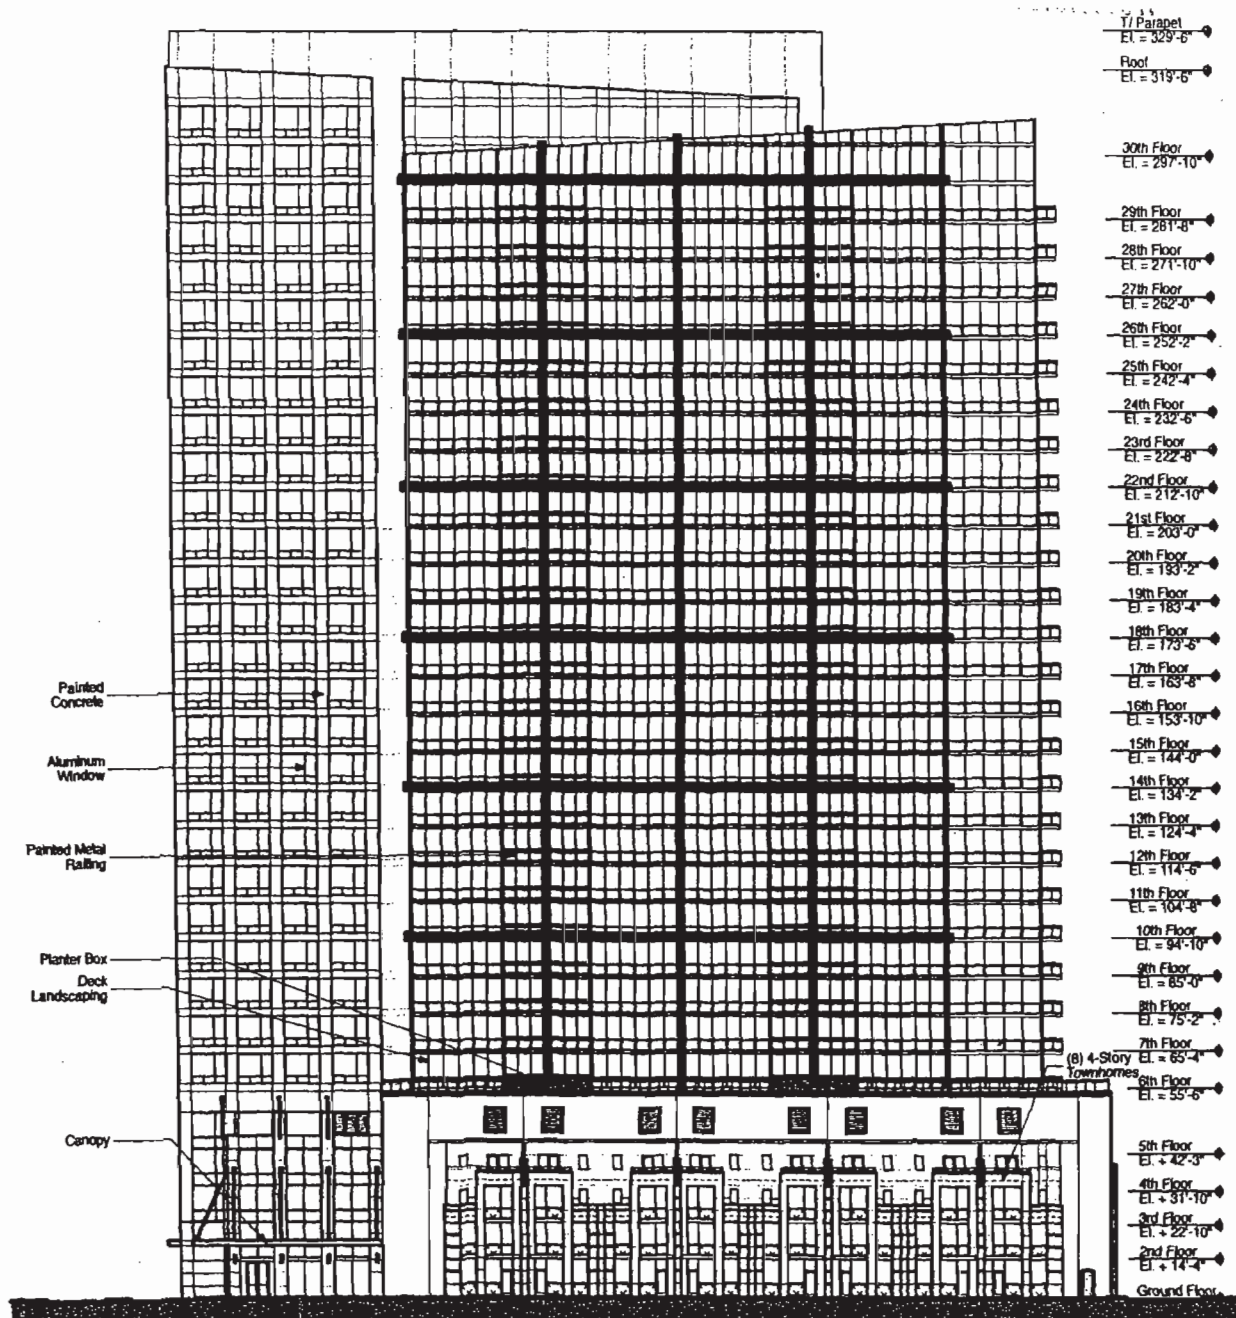 T/ Parapet
El. = 329'-6"
Roof
El. = 319'-6"
30th Floor
El. = 297'-10"
29th Floor
El. = 281'-8"
28th Floor
El. = 271'-10"
27th Floor
El. = 262'-0"
26th Floor
El. = 252'-2"
25th Floor
El. = 242'-4"
24th Floor
El. = 232'-6"
23rd Floor
El. = 222'-8"
22nd Floor
El. = 212'-10"
21st Floor
El. = 203'-0"
20th Floor
El. = 193'-2"
19th Floor
El. = 183'-4"
18th Floor
El. = 173'-6"
17th Floor
El. = 163'-8"
16th Floor
El. = 153'-10"
15th Floor
El. = 144'-0"
14th Floor
El. = 134'-2"
13th Floor
El. = 124'-4"
12th Floor
El. = 114'-6"
11th Floor
El. = 104'-8"
10th Floor
El. = 94'-10"
9th Floor
El. = 85'-0"
8th Floor
El. = 75'-2"
7th Floor
El. = 65'-4"
6th Floor
El. = 55'-6"
5th Floor
El. + 42'-3"
4th Floor
El. + 31'-10"
3rd Floor
El. + 22'-10"
2nd Floor
El. + 14'-4"
Ground Floor
Painted
Concrete
Aluminum
Window
Painted Metal
Railing
Planter Box
Deck
Landscaping
Canopy
(8) 4-Story
Townhomes